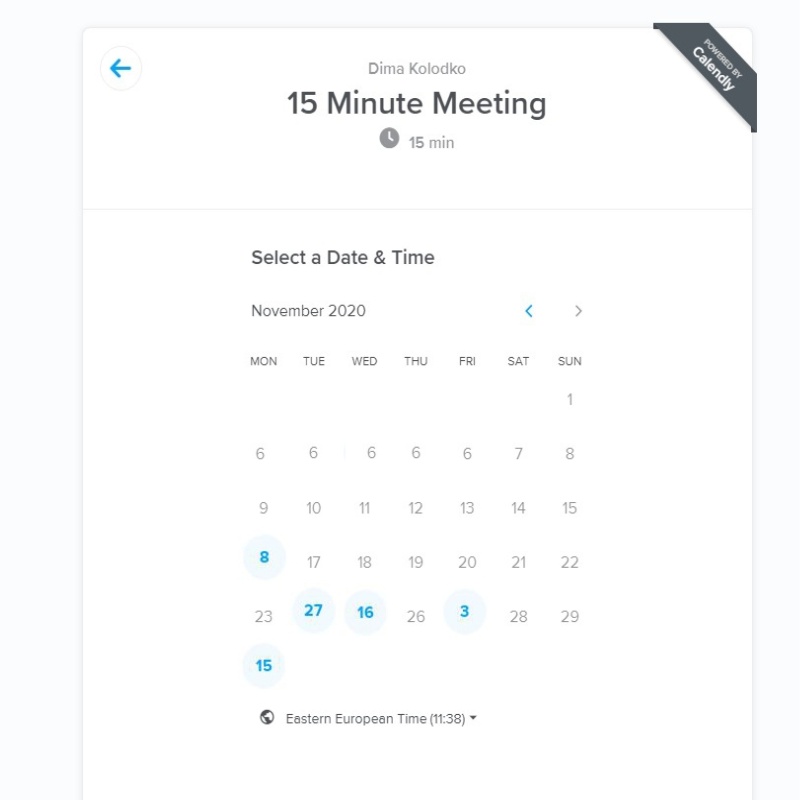 POWERED BY
Calendly
Dima Kolodko
15 Minute Meeting
15 min
Select a Date & Time
November 2020
MON TUE WED THU FRI SAT SUN
1
6 6 6 6 6 7 8
9 10 11 12 13 14 15
8 17 18 19 20 21 22
23 27 16 26 3 28 29
15
Eastern European Time (11:38)